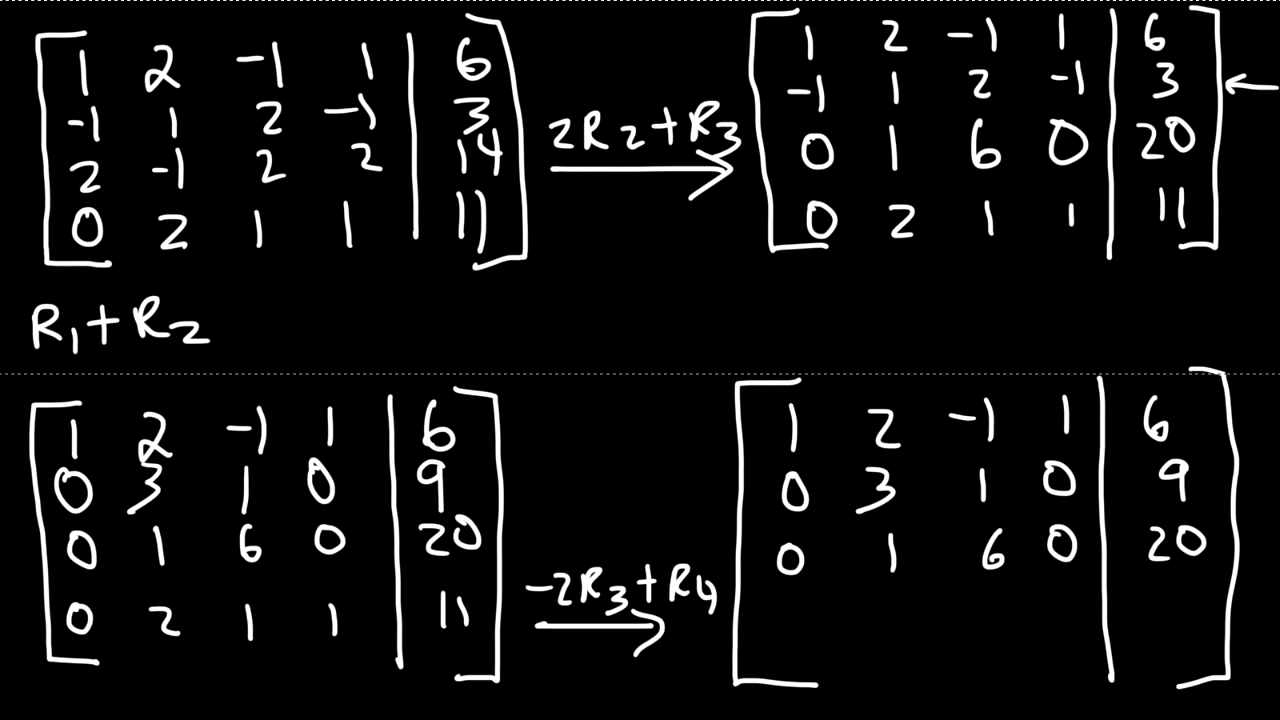 1 2 -1 1 | 6
-1 1 2 -1 | 3
2 -1 2 2 | 14
0 2 1 1 | 11
2R2+R3
1 2 -1 1 | 6
-1 1 2 -1 | 3
0 1 6 0 | 20
0 2 1 1 | 11
R1+R2
1 2 -1 1 | 6
0 3 1 0 | 9
0 1 6 0 | 20
0 2 1 1 | 11
-2R3+R4
1 2 -1 1 | 6
0 3 1 0 | 9
0 1 6 0 | 20